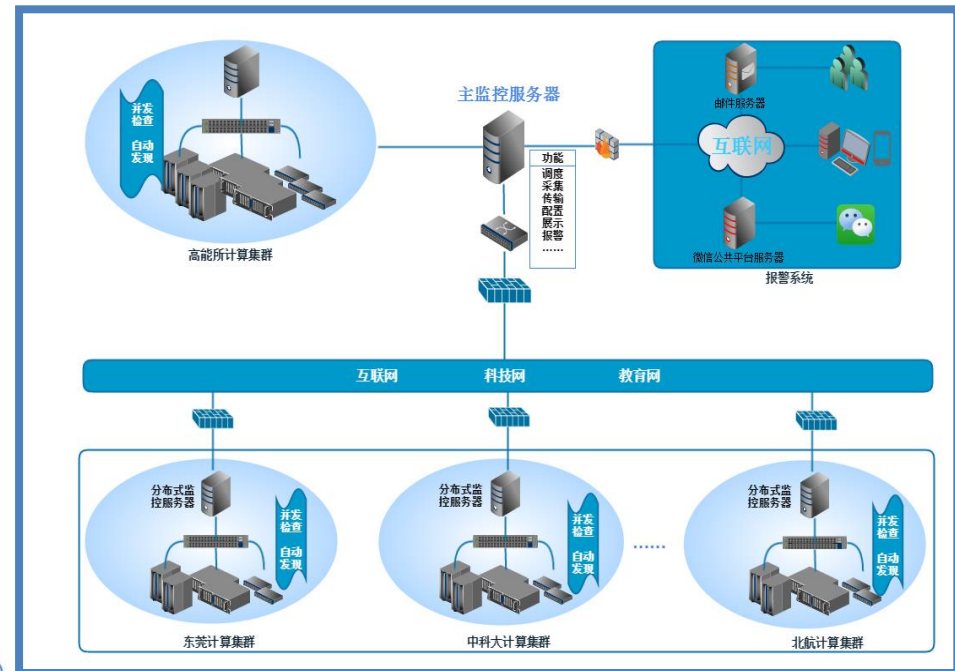 并发
检查
自动
发现
高能所计算集群
主监控服务器
功能
调度
采集
传输
配置
展示
报警
……
邮件服务器
互联网
微信公共平台服务器
报警系统
互联网 科技网 教育网
分布式监
控服务器
并发
检查
自动
发现
东莞计算集群
分布式监
控服务器
并发
检查
自动
发现
中科大计算集群
……
分布式监
控服务器
并发
检查
自动
发现
北航计算集群